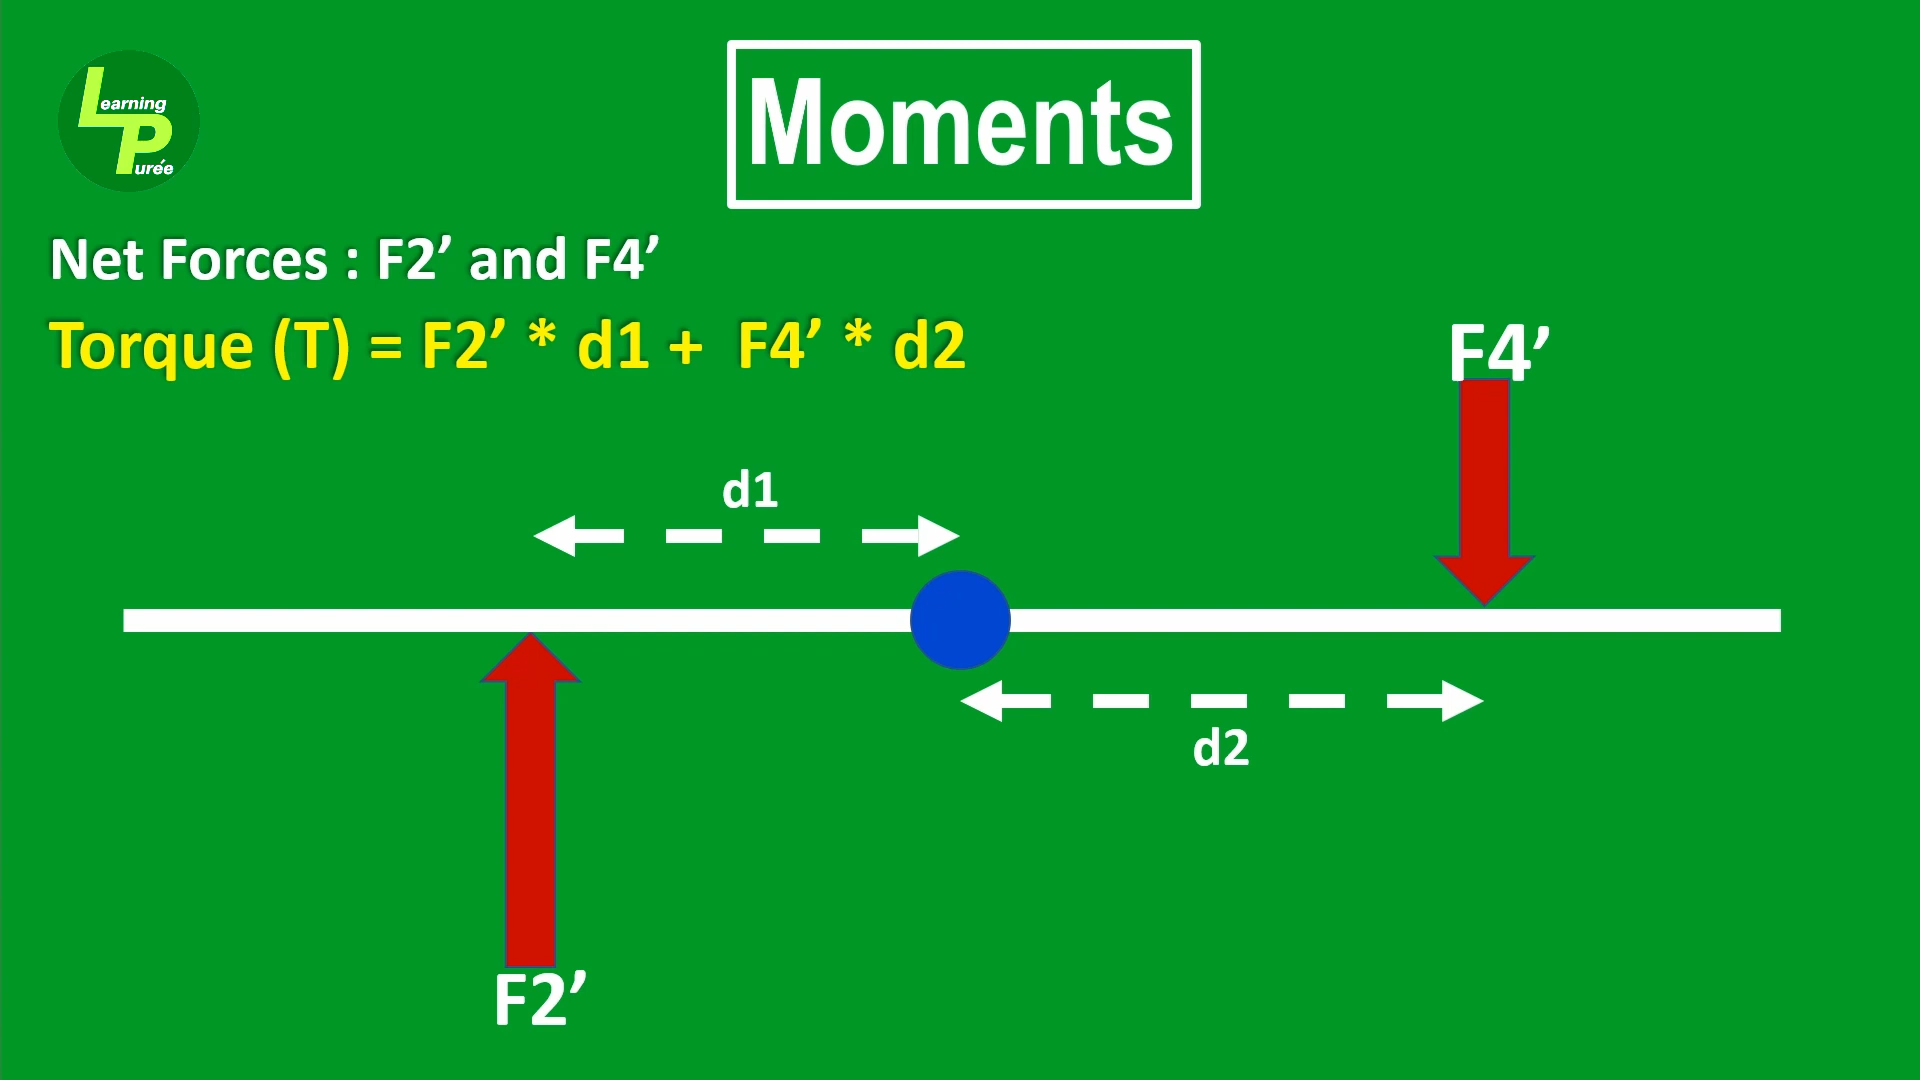 Learning
Purée
Moments
Net Forces : F2’ and F4’
Torque (T) = F2’ * d1 + F4’ * d2
F4’
d1
d2
F2’